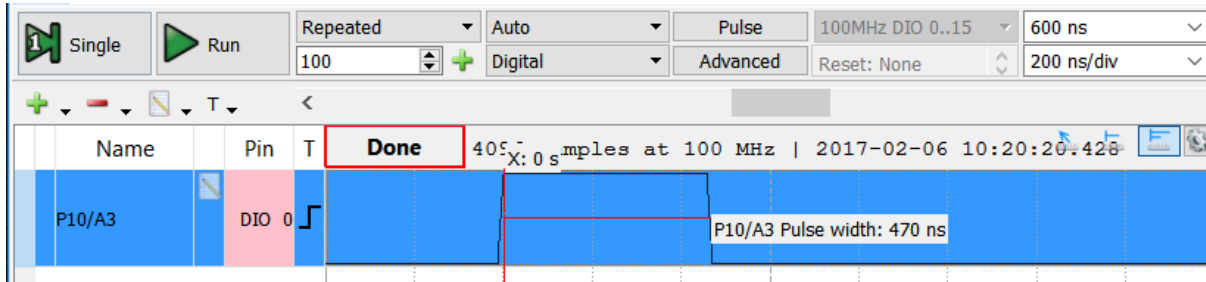 1 Single Run Repeated Auto Pulse 100MHz DIO 0..15 600 ns
100 Digital Advanced Reset: None 200 ns/div
T
Name Pin T Done samples at 100 MHz | 2017-02-06 10:20:20.428
X: 0 s
P10/A3 DIO 0
P10/A3 Pulse width: 470 ns